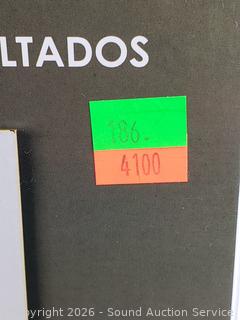 LTADOS
186.
4100
Copyright 2026 - Sound Auction Service